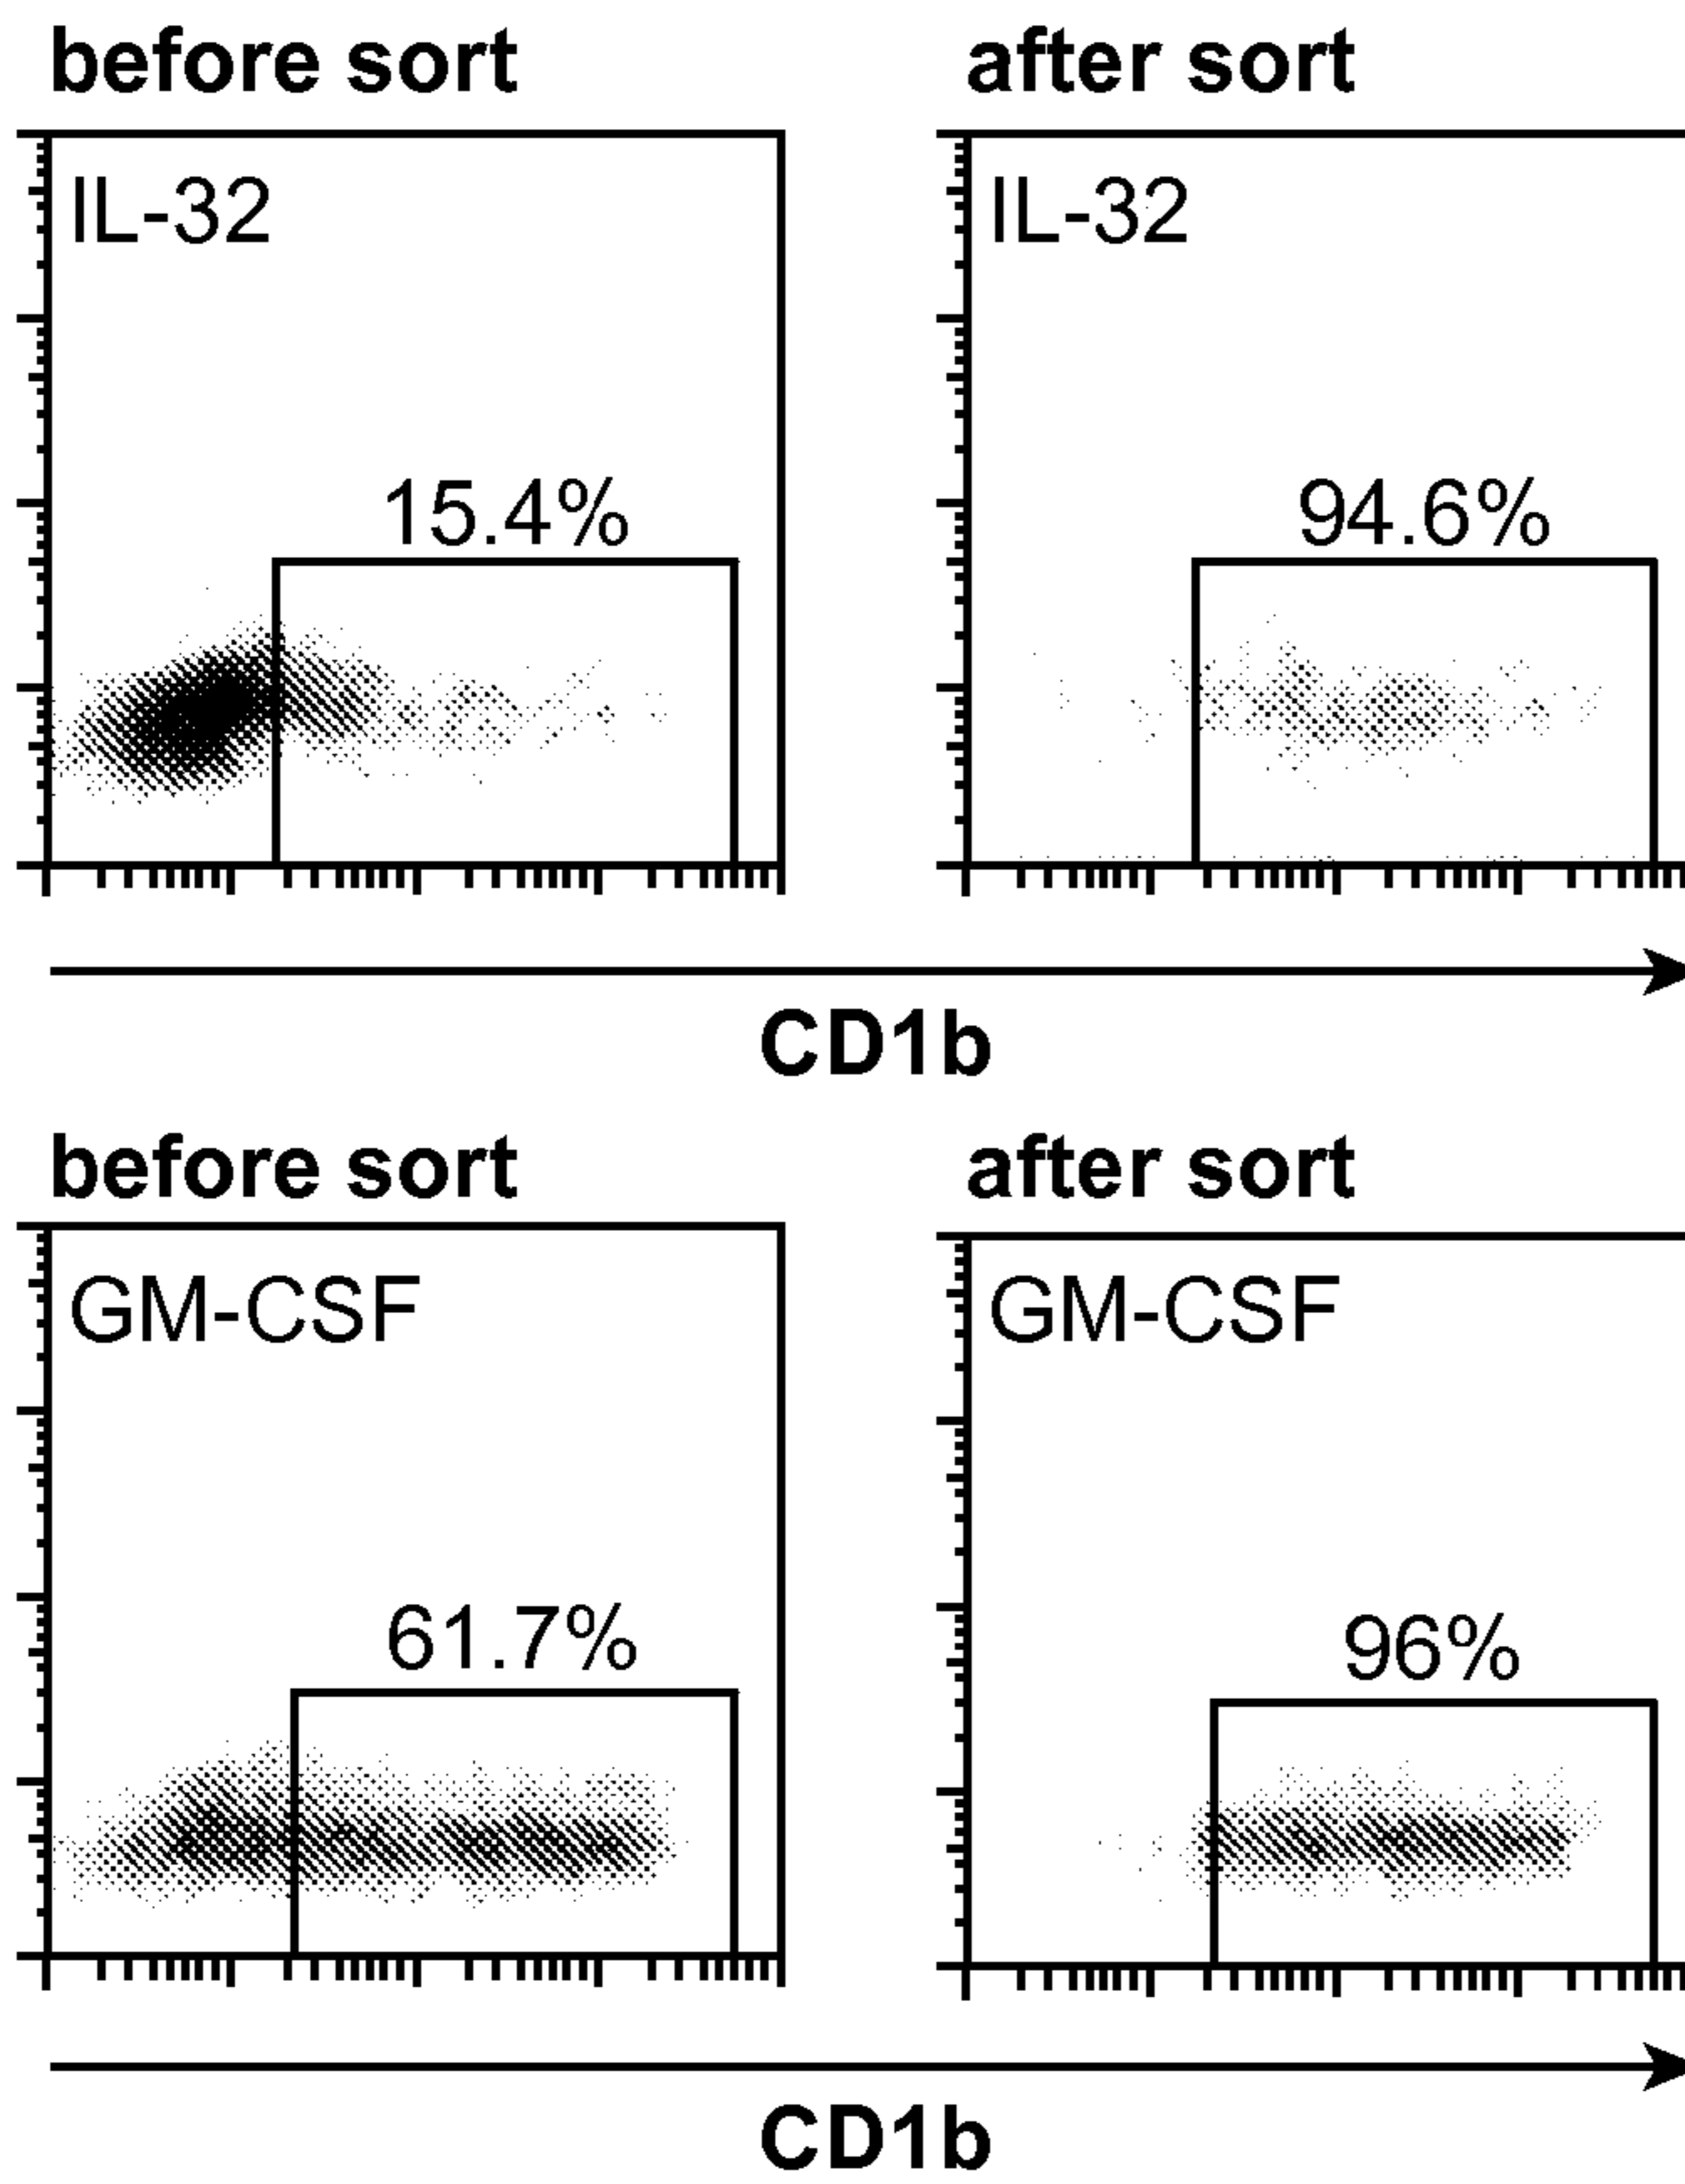 before sort
after sort
IL-32
IL-32
15.4%
94.6%
CD1b
before sort
after sort
GM-CSF
GM-CSF
61.7%
96%
CD1b